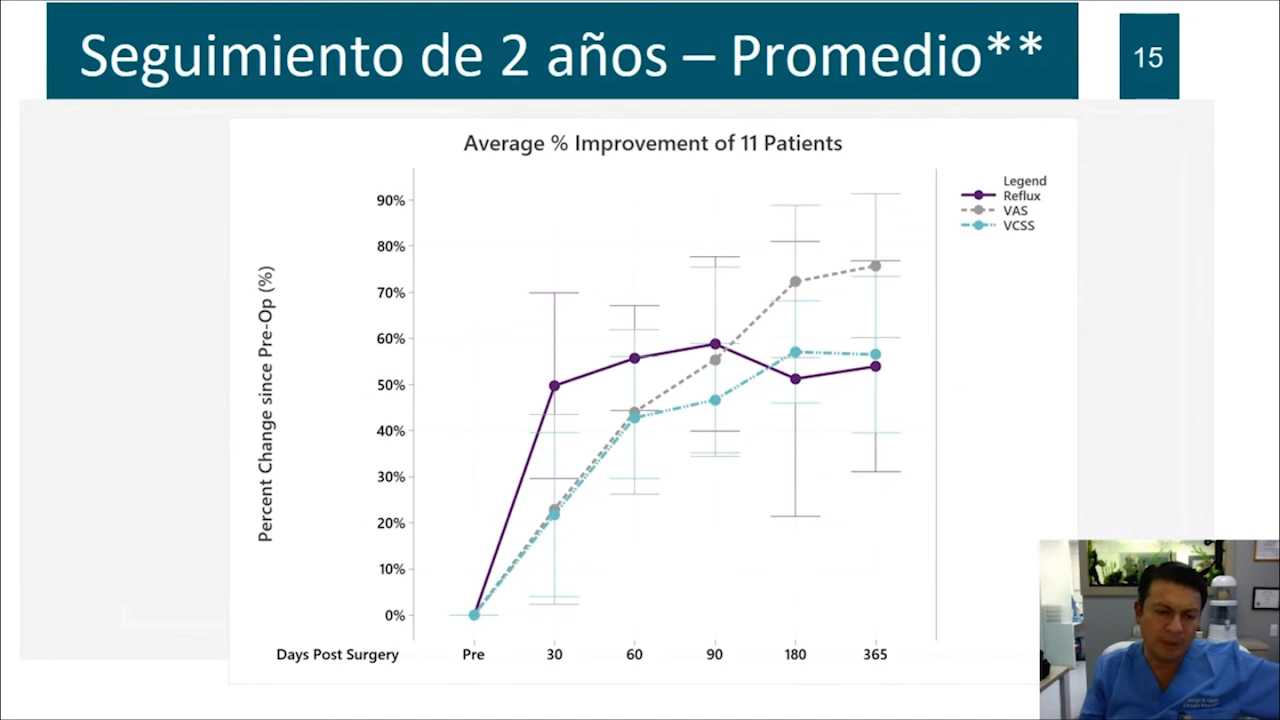 Seguimiento de 2 años – Promedio**
15
Average % Improvement of 11 Patients
Legend
Reflux
VAS
VCSS
Percent Change since Pre-Op (%)
90%
80%
70%
60%
50%
40%
30%
20%
10%
0%
Days Post Surgery Pre 30 60 90 180 365